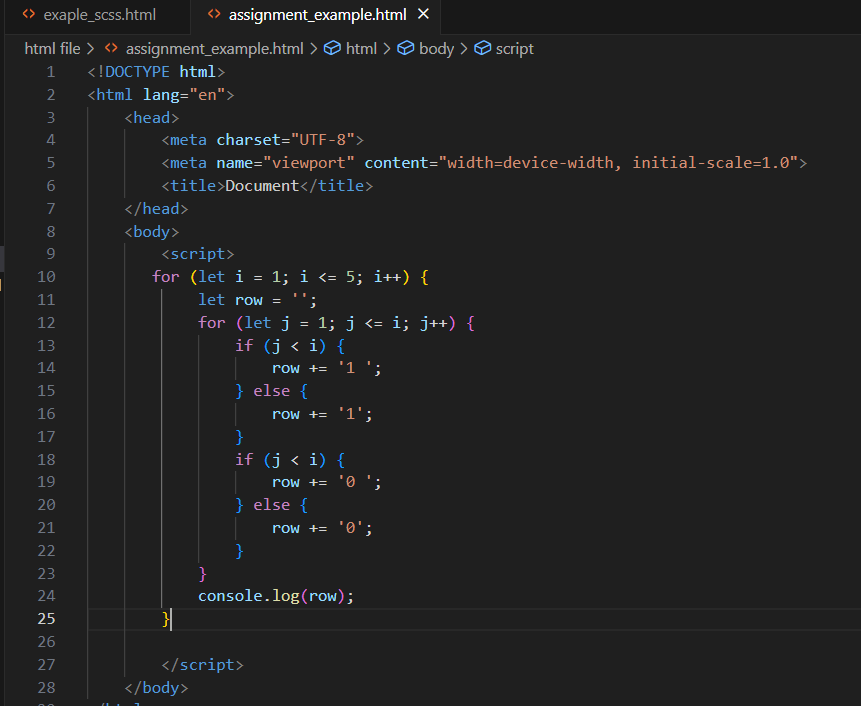 exaple_scss.html assignment_example.html
html file > assignment_example.html > html > body > script
1 <!DOCTYPE html>
2 <html lang="en">
3 <head>
4 <meta charset="UTF-8">
5 <meta name="viewport" content="width=device-width, initial-scale=1.0">
6 <title>Document</title>
7 </head>
8 <body>
9 <script>
10 for (let i = 1; i <= 5; i++) {
11 let row = '';
12 for (let j = 1; j <= i; j++) {
13 if (j < i) {
14 row += '1 ';
15 } else {
16 row += '1';
17 }
18 if (j < i) {
19 row += '0 ';
20 } else {
21 row += '0';
22 }
23 }
24 console.log(row);
25 }
26
27 </script>
28 </body>